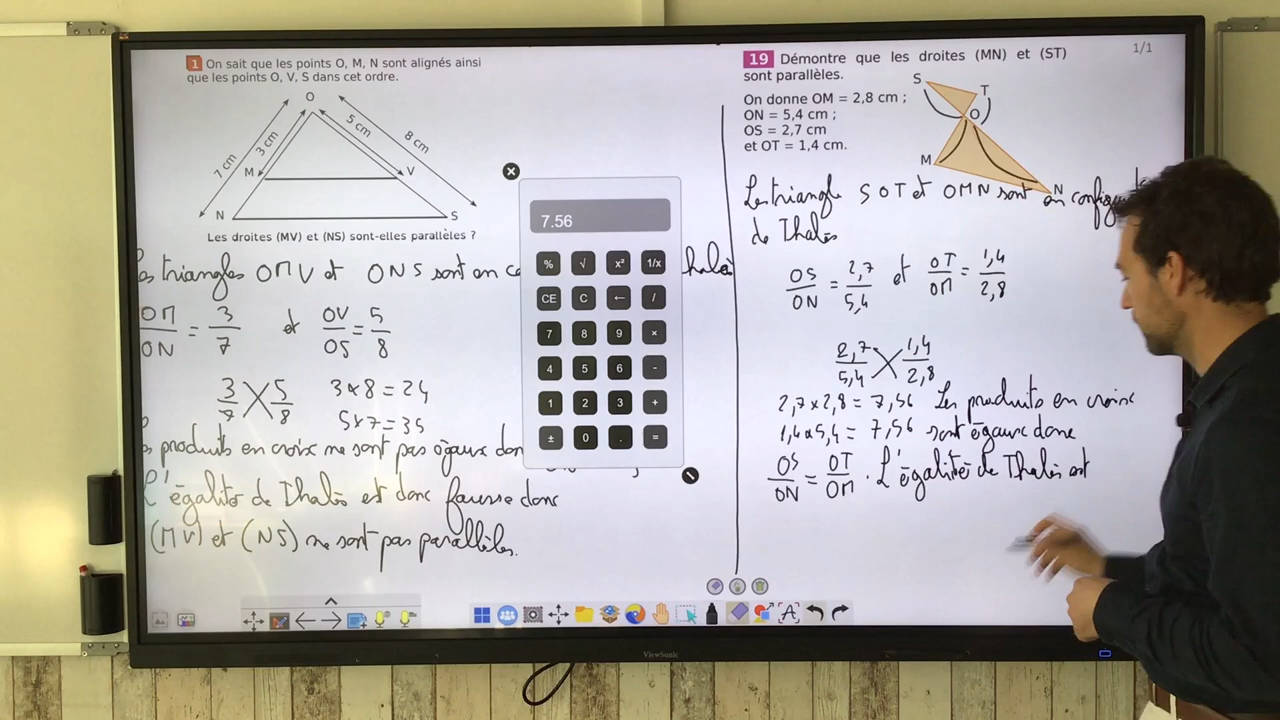 1 On sait que les points O, M, N sont alignés ainsi
que les points O, V, S dans cet ordre.
O
7 cm
3 cm
5 cm
8 cm
M
V
N
S
Les droites (MV) et (NS) sont-elles parallèles ?
es triangles OMV et ONS sont en co
halès
OM/ON = 3/7 et OV/OS = 5/8
3/7 X 5/8
3 x 8 = 24
5 x 7 = 35
s produits en croix ne sont pas égaux don
L'égalité de Thalès est donc fausse donc
(MV) et (NS) ne sont pas parallèles.
7.56
% √ x² 1/x
CE C ← /
7 8 9 ×
4 5 6 -
1 2 3 +
± 0 . =
19 Démontre que les droites (MN) et (ST)
sont parallèles.
1/1
On donne OM = 2,8 cm ;
ON = 5,4 cm ;
OS = 2,7 cm
et OT = 1,4 cm.
S
T
O
M
N
Les triangle SOT et OMN sont en configu
de Thalès
OS/ON = 2,7/5,4 et OT/OM = 1,4/2,8
2,7/5,4 X 1,4/2,8
2,7 x 2,8 = 7,56 Les produits en croix
1,4 x 5,4 = 7,56 sont égaux donc
OS/ON = OT/OM . L'égalité de Thalès est
A
ViewSonic